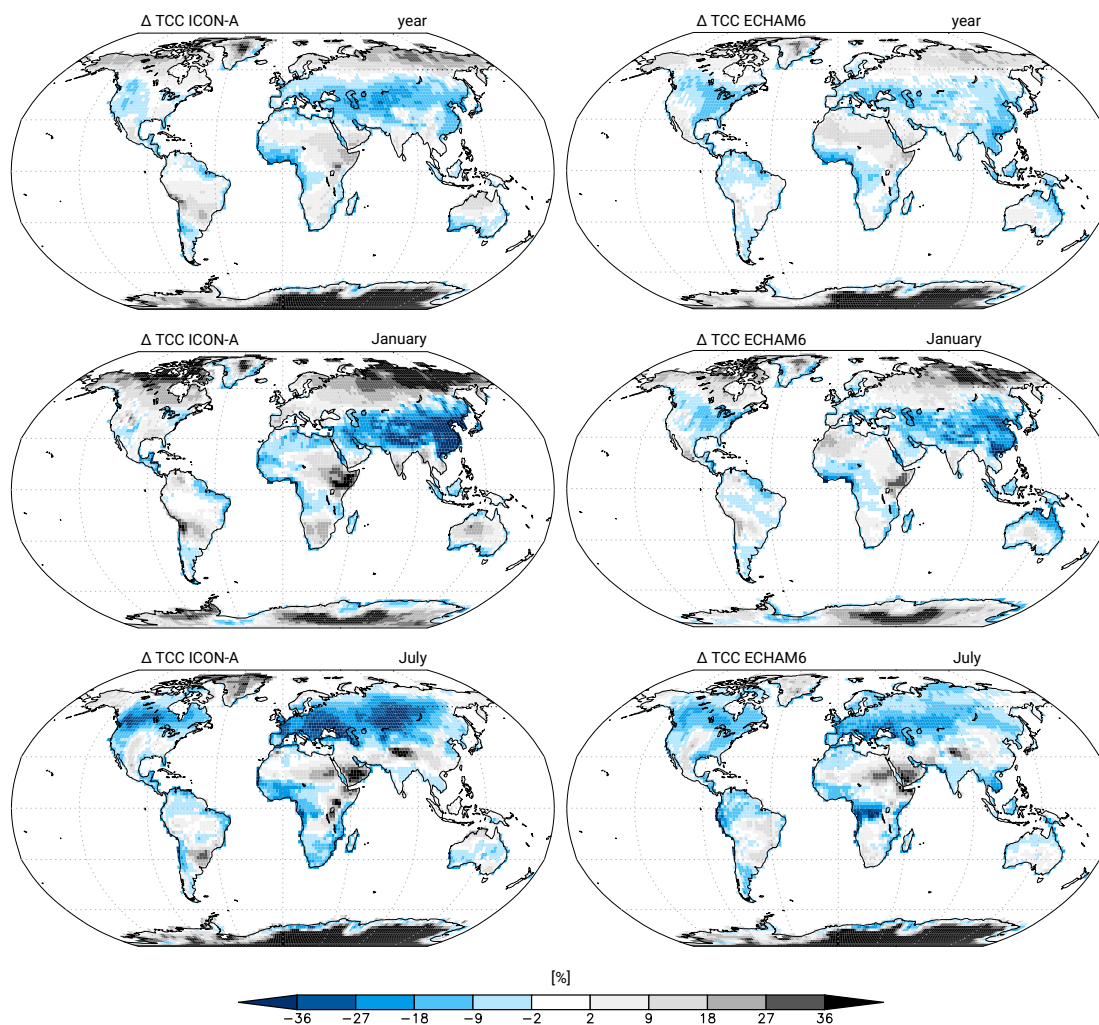 Δ TCC ICON-A year
Δ TCC ECHAM6 year
Δ TCC ICON-A January
Δ TCC ECHAM6 January
Δ TCC ICON-A July
Δ TCC ECHAM6 July
[%]
−36 −27 −18 −9 −2 2 9 18 27 36